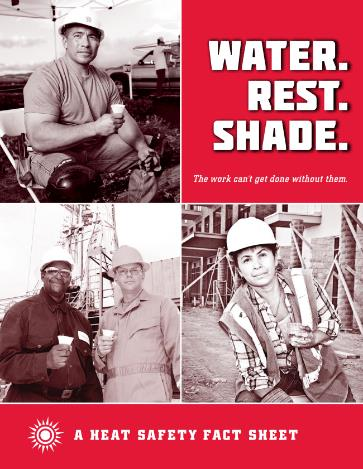 WATER.
REST.
SHADE.
The work can't get done without them.
A HEAT SAFETY FACT SHEET